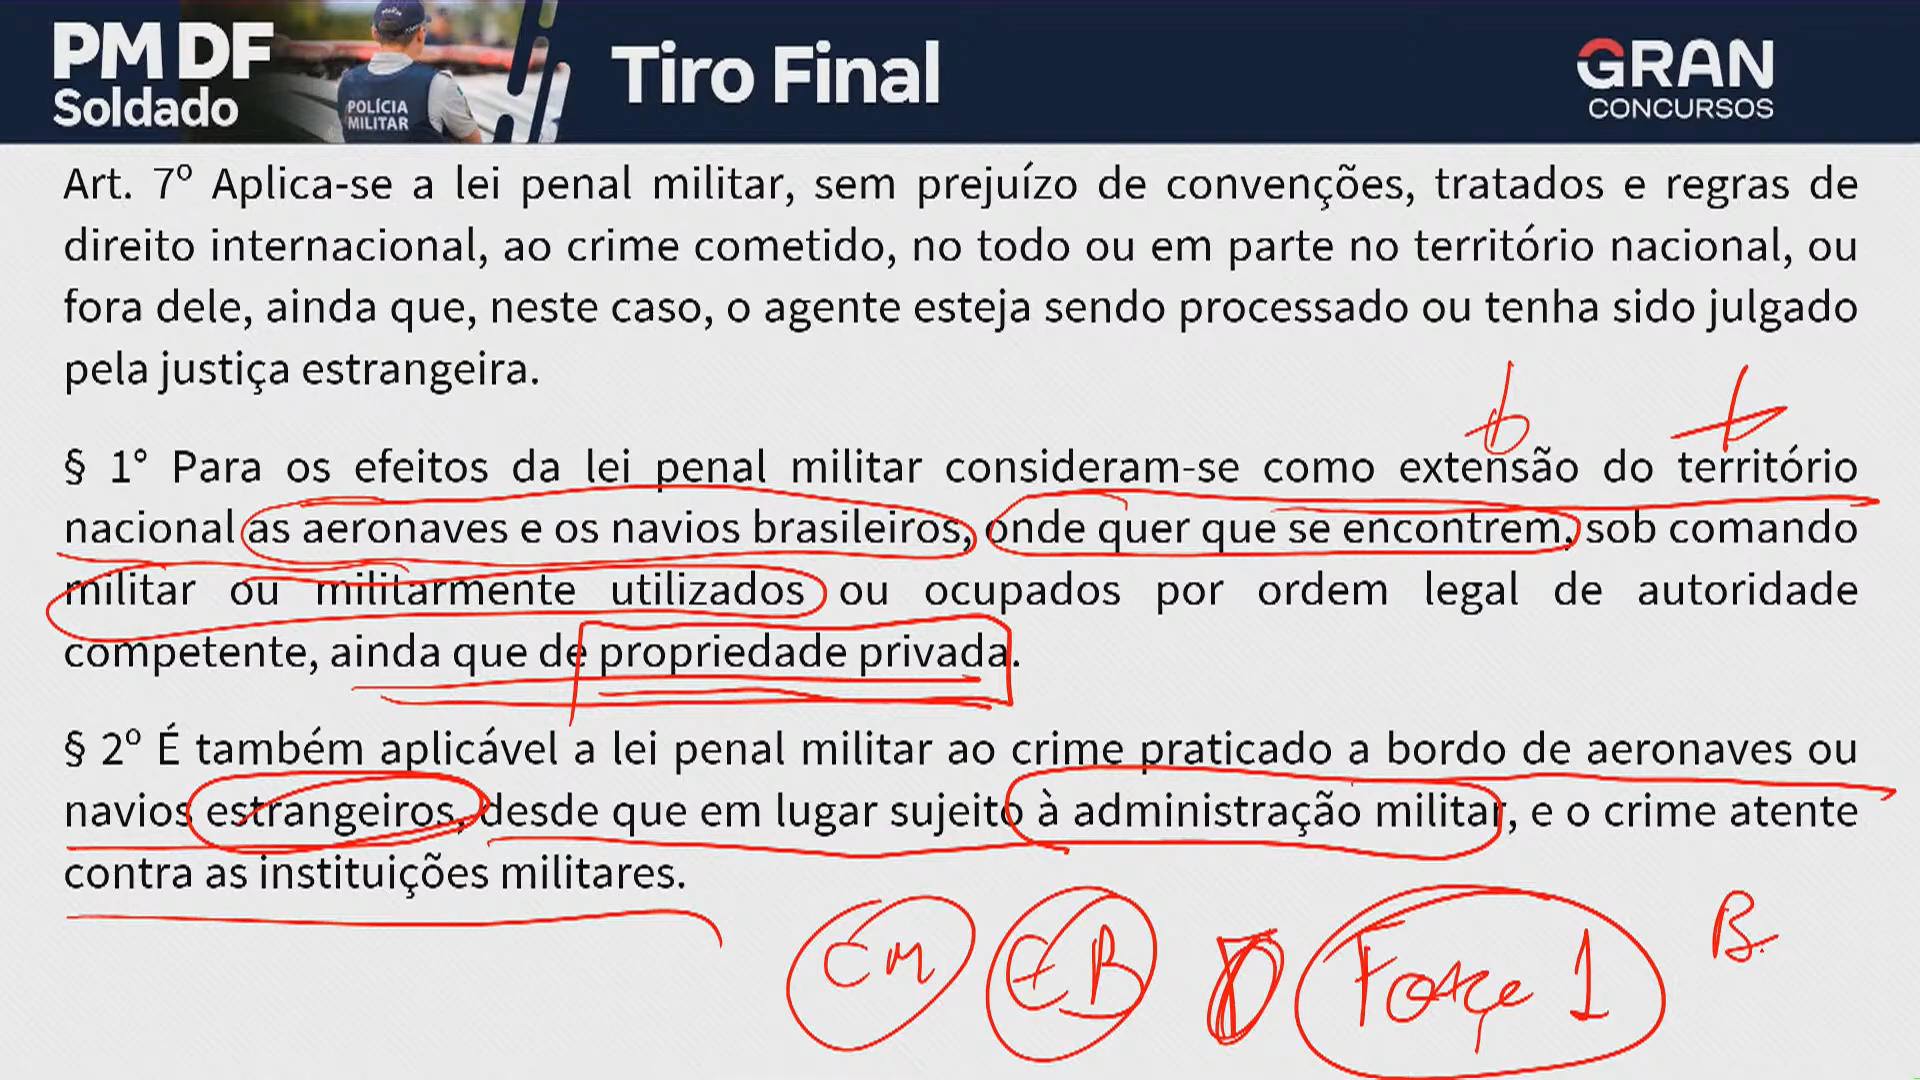 PM DF
Soldado
POLÍCIA
MILITAR
Tiro Final
GRAN
CONCURSOS
Art. 7º Aplica-se a lei penal militar, sem prejuízo de convenções, tratados e regras de
direito internacional, ao crime cometido, no todo ou em parte no território nacional, ou
fora dele, ainda que, neste caso, o agente esteja sendo processado ou tenha sido julgado
pela justiça estrangeira.
§ 1° Para os efeitos da lei penal militar consideram-se como extensão do território
nacional as aeronaves e os navios brasileiros, onde quer que se encontrem, sob comando
militar ou militarmente utilizados ou ocupados por ordem legal de autoridade
competente, ainda que de propriedade privada.
§ 2º É também aplicável a lei penal militar ao crime praticado a bordo de aeronaves ou
navios estrangeiros, desde que em lugar sujeito à administração militar, e o crime atente
contra as instituições militares.
CM EB Força 1 B.